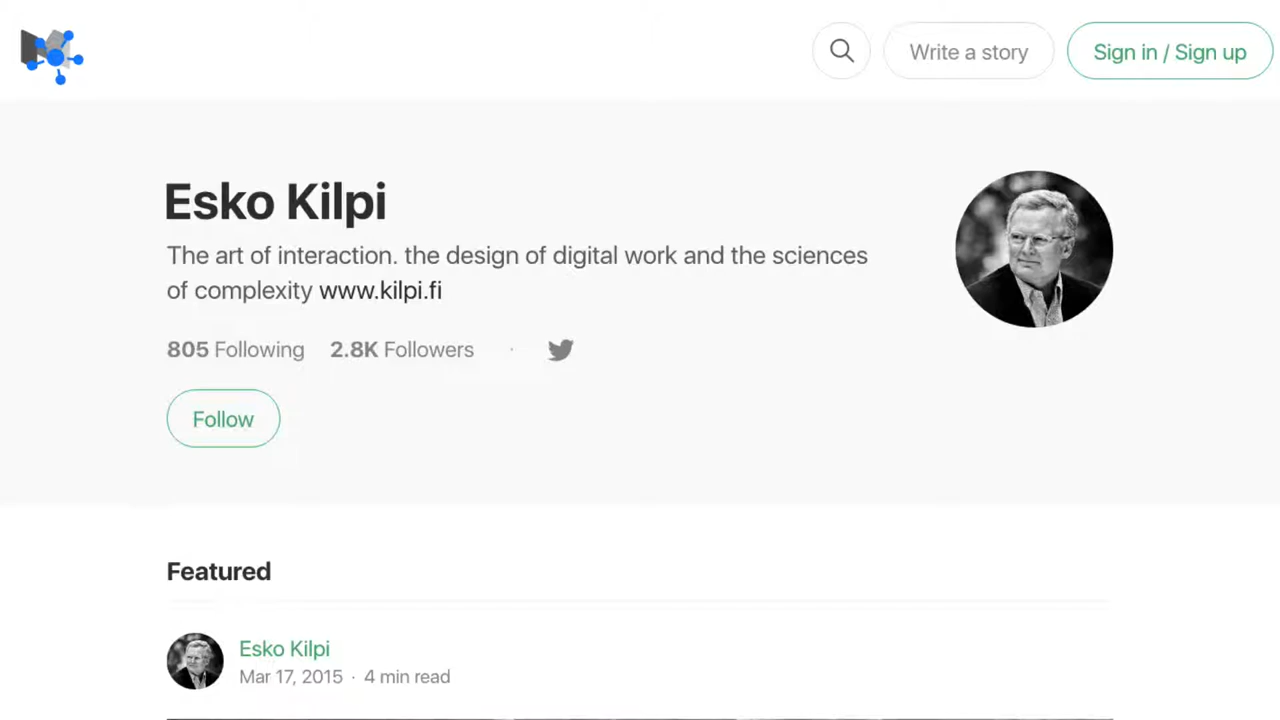 Write a story
Sign in / Sign up
Esko Kilpi
The art of interaction. the design of digital work and the sciences
of complexity www.kilpi.fi
805 Following 2.8K Followers ·
Follow
Featured
Esko Kilpi
Mar 17, 2015 · 4 min read